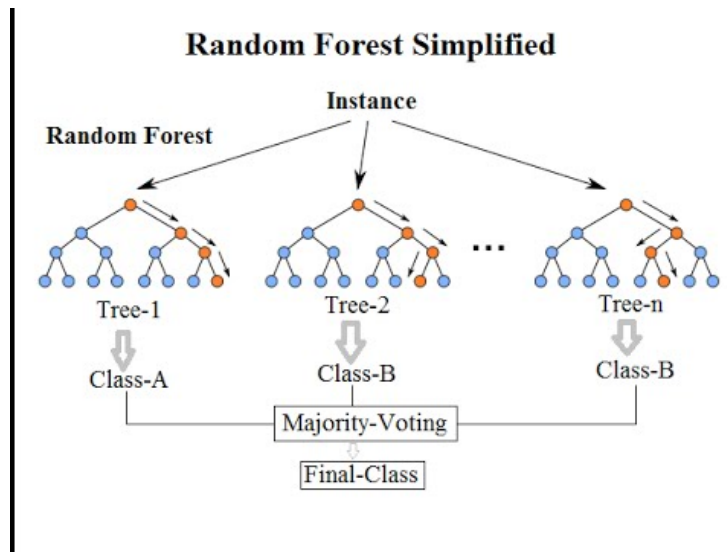 Random Forest Simplified
Instance
Random Forest
...
Tree-1
Tree-2
Tree-n
Class-A
Class-B
Class-B
Majority-Voting
Final-Class